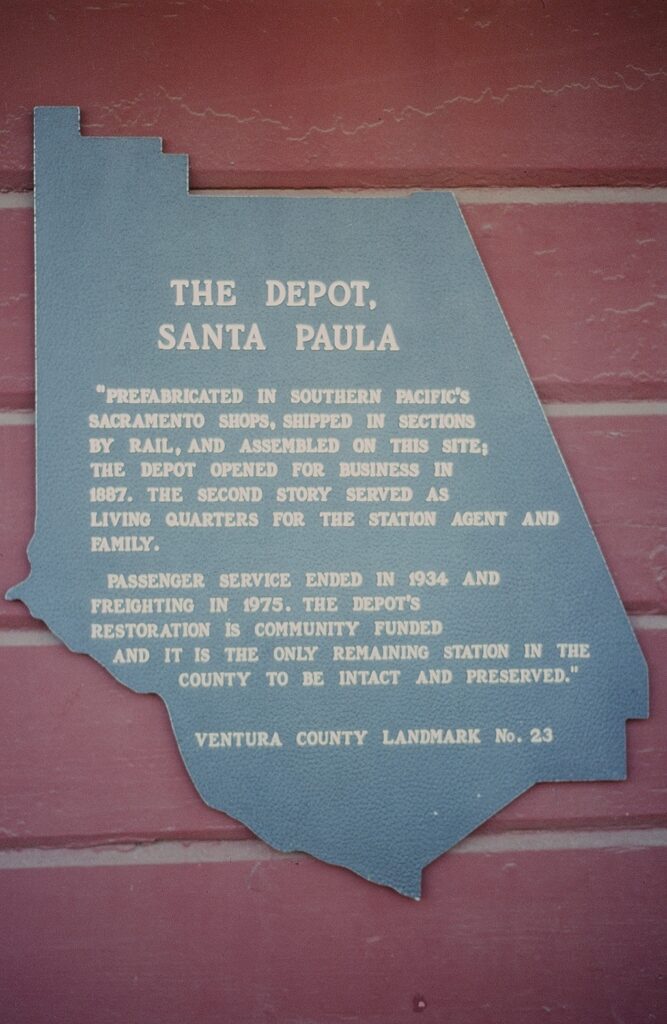 THE DEPOT,
SANTA PAULA
"PREFABRICATED IN SOUTHERN PACIFIC'S
SACRAMENTO SHOPS, SHIPPED IN SECTIONS
BY RAIL, AND ASSEMBLED ON THIS SITE;
THE DEPOT OPENED FOR BUSINESS IN
1887. THE SECOND STORY SERVED AS
LIVING QUARTERS FOR THE STATION AGENT AND
FAMILY.
PASSENGER SERVICE ENDED IN 1934 AND
FREIGHTING IN 1975. THE DEPOT'S
RESTORATION IS COMMUNITY FUNDED
AND IT IS THE ONLY REMAINING STATION IN THE
COUNTY TO BE INTACT AND PRESERVED."
VENTURA COUNTY LANDMARK No. 23